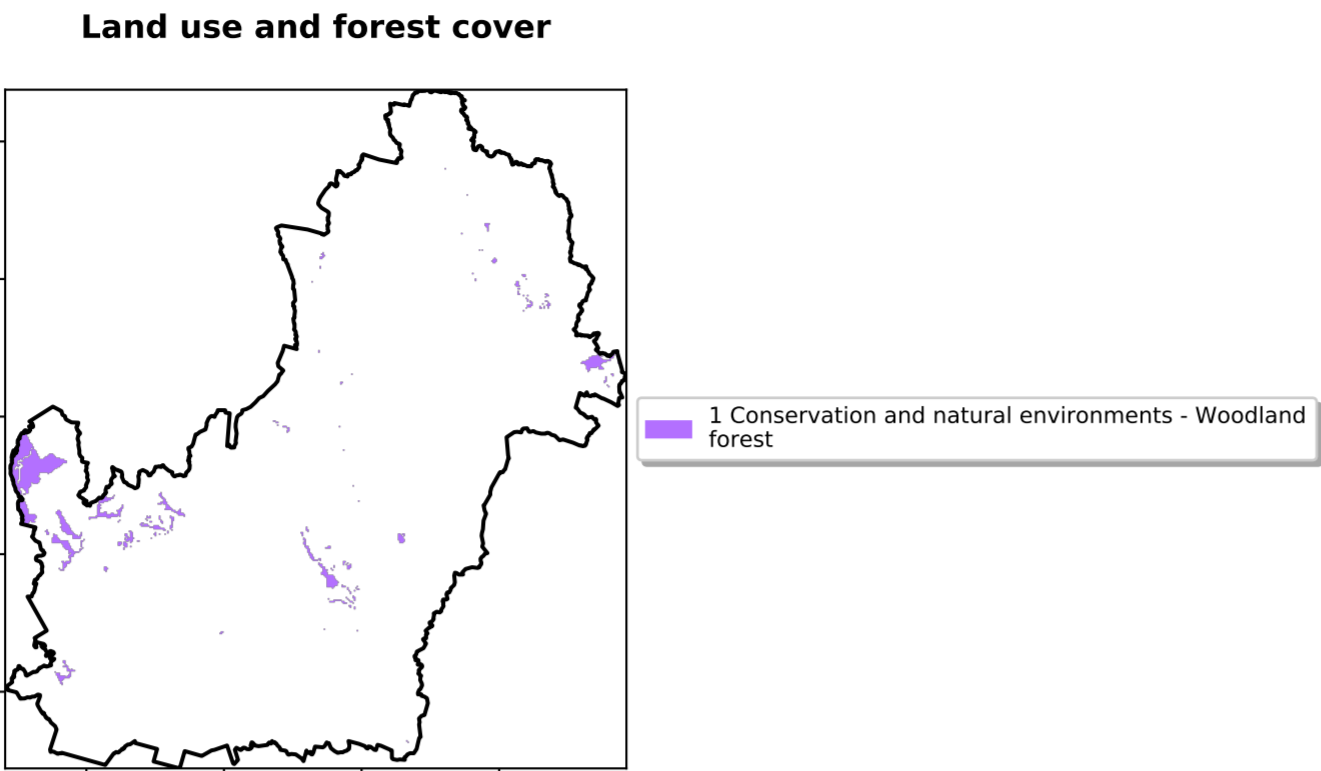 Land use and forest cover
1 Conservation and natural environments - Woodland
forest